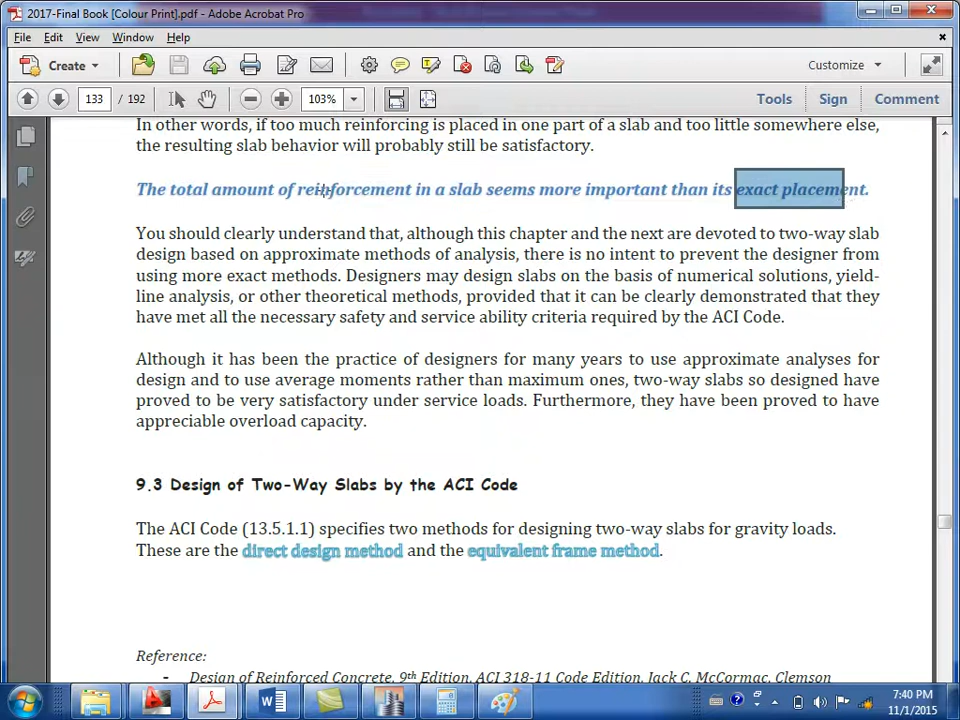 2017-Final Book [Colour Print].pdf - Adobe Acrobat Pro
File Edit View Window Help
Create
Customize
133 / 192
103%
Tools Sign Comment
In other words, if too much reinforcing is placed in one part of a slab and too little somewhere else,
the resulting slab behavior will probably still be satisfactory.
The total amount of reinforcement in a slab seems more important than its exact placement.
You should clearly understand that, although this chapter and the next are devoted to two-way slab
design based on approximate methods of analysis, there is no intent to prevent the designer from
using more exact methods. Designers may design slabs on the basis of numerical solutions, yield-
line analysis, or other theoretical methods, provided that it can be clearly demonstrated that they
have met all the necessary safety and service ability criteria required by the ACI Code.
Although it has been the practice of designers for many years to use approximate analyses for
design and to use average moments rather than maximum ones, two-way slabs so designed have
proved to be very satisfactory under service loads. Furthermore, they have been proved to have
appreciable overload capacity.
9.3 Design of Two-Way Slabs by the ACI Code
The ACI Code (13.5.1.1) specifies two methods for designing two-way slabs for gravity loads.
These are the direct design method and the equivalent frame method.
Reference:
- Design of Reinforced Concrete, 9th Edition, ACI 318-11 Code Edition, Jack C. McCormac, Clemson
7:40 PM
11/1/2015